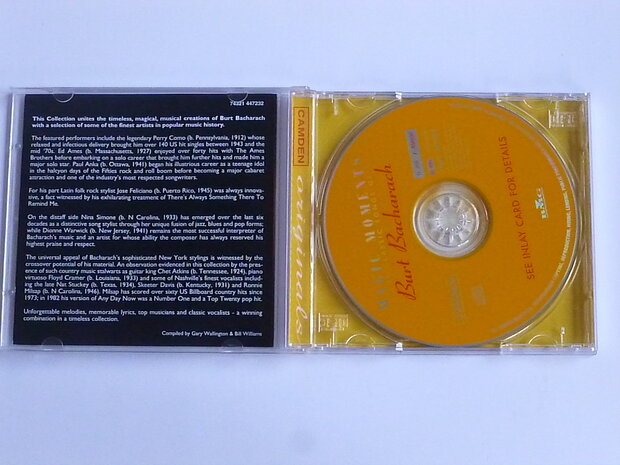 74321 447232
This Collection unites the timeless, magical, musical creations of Burt Bacharach
with a selection of some of the finest artists in popular music history.
The featured performers include the legendary Perry Como (b. Pennsylvania, 1912) whose
relaxed and infectious delivery brought him over 140 US hit singles between 1943 and the
mid '70s. Ed Ames (b. Massachusetts, 1927) enjoyed over forty hits with The Ames
Brothers before embarking on a solo career that brought him further hits and made him a
major solo star. Paul Anka (b. Ottawa, 1941) began his illustrious career as a teenage idol
in the halcyon days of the Fifties rock and roll boom before becoming a major cabaret
attraction and one of the industry's most respected songwriters.
For his part Latin folk rock stylist Jose Feliciano (b. Puerto Rico, 1945) was always innova-
tive, a fact witnessed by his exhilarating treatment of There's Always Something There To
Remind Me.
On the distaff side Nina Simone (b. N Carolina, 1933) has emerged over the last six
decades as a distinctive song stylist through her unique fusion of jazz, blues and pop forms;
while Dionne Warwick (b. New Jersey, 1941) remains the most successful interpreter of
Bacharach's music and an artist for whose ability the composer has always reserved his
highest praise and respect.
The universal appeal of Bacharach's sophisticated New York stylings is witnessed by the
crossover potential of his material. An observation evidenced in this collection by the pres-
ence of such country music stalwarts as guitar king Chet Atkins (b. Tennessee, 1924), piano
virtuoso Floyd Cramer (b. Louisiana, 1933) and some of Nashville's finest vocalists includ-
ing the late Nat Stuckey (b. Texas, 1934), Skeeter Davis (b. Kentucky, 1931) and Ronnie
Milsap (b. N Carolina, 1946). Milsap has scored over sixty US Billboard country hits since
1973; in 1982 his version of Any Day Now was a Number One and a Top Twenty pop hit.
Unforgettable melodies, memorable lyrics, top musicians and classic vocalists - a winning
combination in a timeless collection.
Compiled by Gary Wallington & Bill Williams
CAMDEN
originals
MAGIC MOMENTS
Burt Bacharach
SEE INLAY CARD FOR DETAILS
BMG